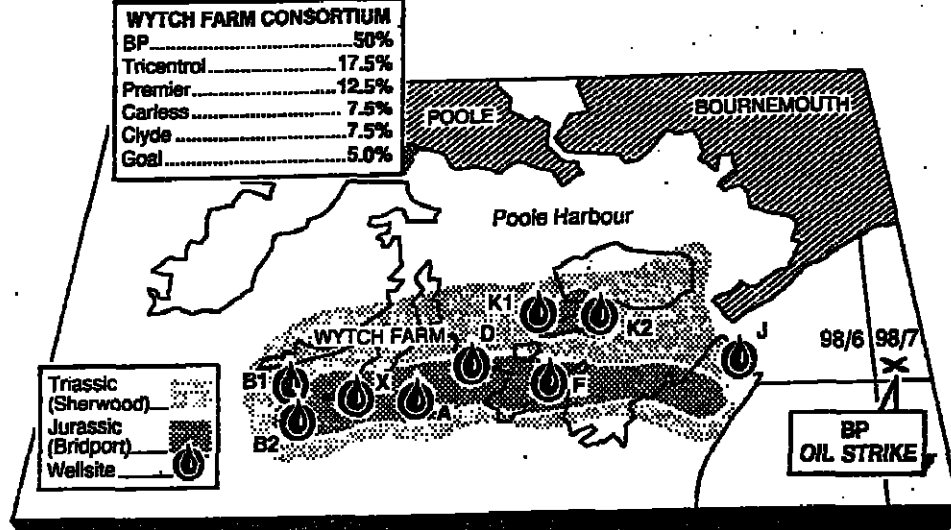 WYTCH FARM CONSORTIUM
BP 50%
Tricentrol 17.5%
Premier 12.5%
Carless 7.5%
Clyde 7.5%
Goal 5.0%
POOLE
BOURNEMOUTH
Poole Harbour
K1
K2
WYTCH FARM
D
J
98/6 98/7
B1
X
A
F
B2
Triassic
(Sherwood)
Jurassic
(Bridport)
Wellsite
BP
OIL STRIKE